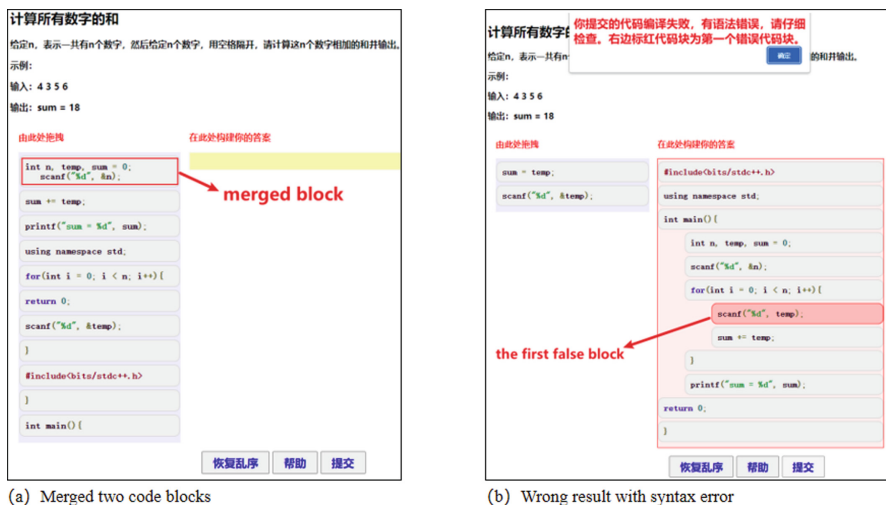 计算所有数字的和
给定n，表示一共有n个数字，然后给定n个数字，用空格隔开，请计算这n个数字相加的和并输出。
示例：
输入：4 3 5 6
输出：sum = 18
由此处拖拽
在此处构建你的答案
int n, temp, sum = 0;
scanf("%d", &n);
merged block
sum += temp;
printf("sum = %d", sum);
using namespace std;
for(int i = 0; i < n; i++){
return 0;
scanf("%d", &temp);
}
#include<bits/stdc++.h>
}
int main(){
恢复乱序
帮助
提交
(a) Merged two code blocks
计算所有数字的
你提交的代码编译失败，有语法错误，请仔细
检查。右边标红代码块为第一个错误代码块。
确定
给定n，表示一共有n
的和并输出。
示例：
输入：4 3 5 6
输出：sum = 18
由此处拖拽
在此处构建你的答案
sum = temp;
scanf("%d", &temp);
#include<bits/stdc++.h>
using namespace std;
int main(){
int n, temp, sum = 0;
scanf("%d", &n);
for(int i = 0; i < n; i++){
scanf("%d", temp);
the first false block
sum += temp;
}
printf("sum = %d", sum);
return 0;
}
恢复乱序
帮助
提交
(b) Wrong result with syntax error